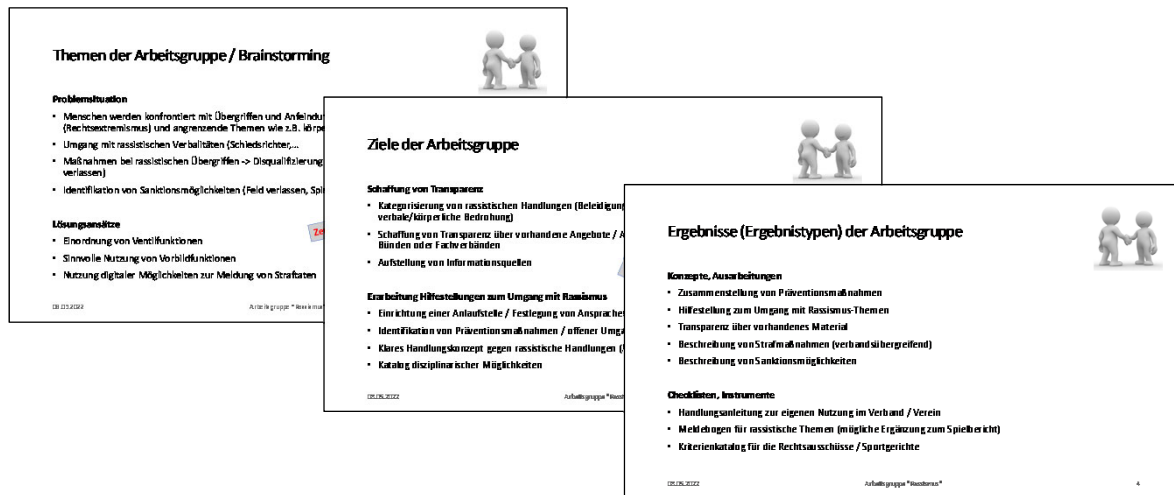 Themen der Arbeitsgruppe / Brainstorming
Problemsituation
▪ Menschen werden konfrontiert mit Übergriffen und
(Rechtsextremismus) und angrenzende Themen wie z.B.
▪ Umgang mit rassistischen Verbalitäten (Schiedsrichter,...
▪ Maßnahmen bei rassistischen Übergriffen -> Disqualifizierung
verlassen)
▪ Identifikation von Sanktionsmöglichkeiten (Feld verlassen,
Lösungsansätze
▪ Einordnung von Ventilfunktionen
▪ Sinnvolle Nutzung von Vorbildfunktionen
▪ Nutzung digitaler Möglichkeiten zur Meldung von Straftaten
Ziele der Arbeitsgruppe
Schaffung von Transparenz
▪ Kategorisierung von rassistischen Handlungen
verbale/körperliche Bedrohung)
▪ Schaffung von Transparenz über vorhandene Angebote /
Bünden oder Fachverbänden
▪ Aufstellung von Informationsquellen
Erarbeitung Hilfestellungen zum Umgang mit Rassismus
▪ Einrichtung einer Anlaufstelle / Festlegung von
▪ Identifikation von Präventionsmaßnahmen / offener
▪ Klares Handlungskonzept gegen rassistische Handlungen
▪ Katalog disziplinarischer Möglichkeiten
Ergebnisse (Ergebnistypen) der Arbeitsgruppe
Konzepte, Ausarbeitungen
▪ Zusammenstellung von Präventionsmaßnahmen
▪ Hilfestellung zum Umgang mit Rassismus-Themen
▪ Transparenz über vorhandenes Material
▪ Beschreibung von Strafmaßnahmen (verbandsübergreifend)
▪ Beschreibung von Sanktionsmöglichkeiten
Checklisten, Instrumente
▪ Handlungsanleitung zur eigenen Nutzung im Verband / Verein
▪ Meldebogen für rassistische Themen (mögliche Ergänzung zum Spielbericht)
▪ Kriterienkatalog für die Rechtsausschüsse / Sportgerichte
Arbeitsgruppe "Rassismus"
4